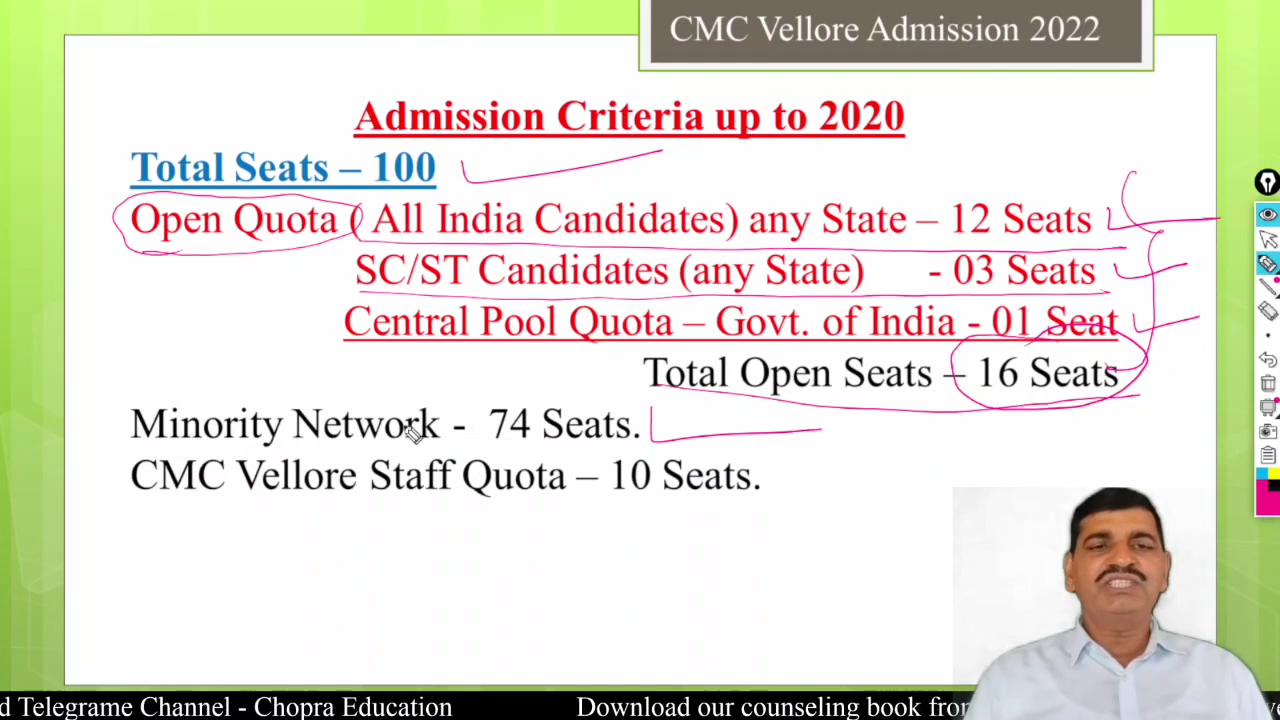 CMC Vellore Admission 2022
Admission Criteria up to 2020
Total Seats – 100
Open Quota ( All India Candidates) any State – 12 Seats
SC/ST Candidates (any State) - 03 Seats
Central Pool Quota – Govt. of India - 01 Seat
Total Open Seats – 16 Seats
Minority Network - 74 Seats.
CMC Vellore Staff Quota – 10 Seats.
d Telegrame Channel - Chopra Education Download our counseling book from